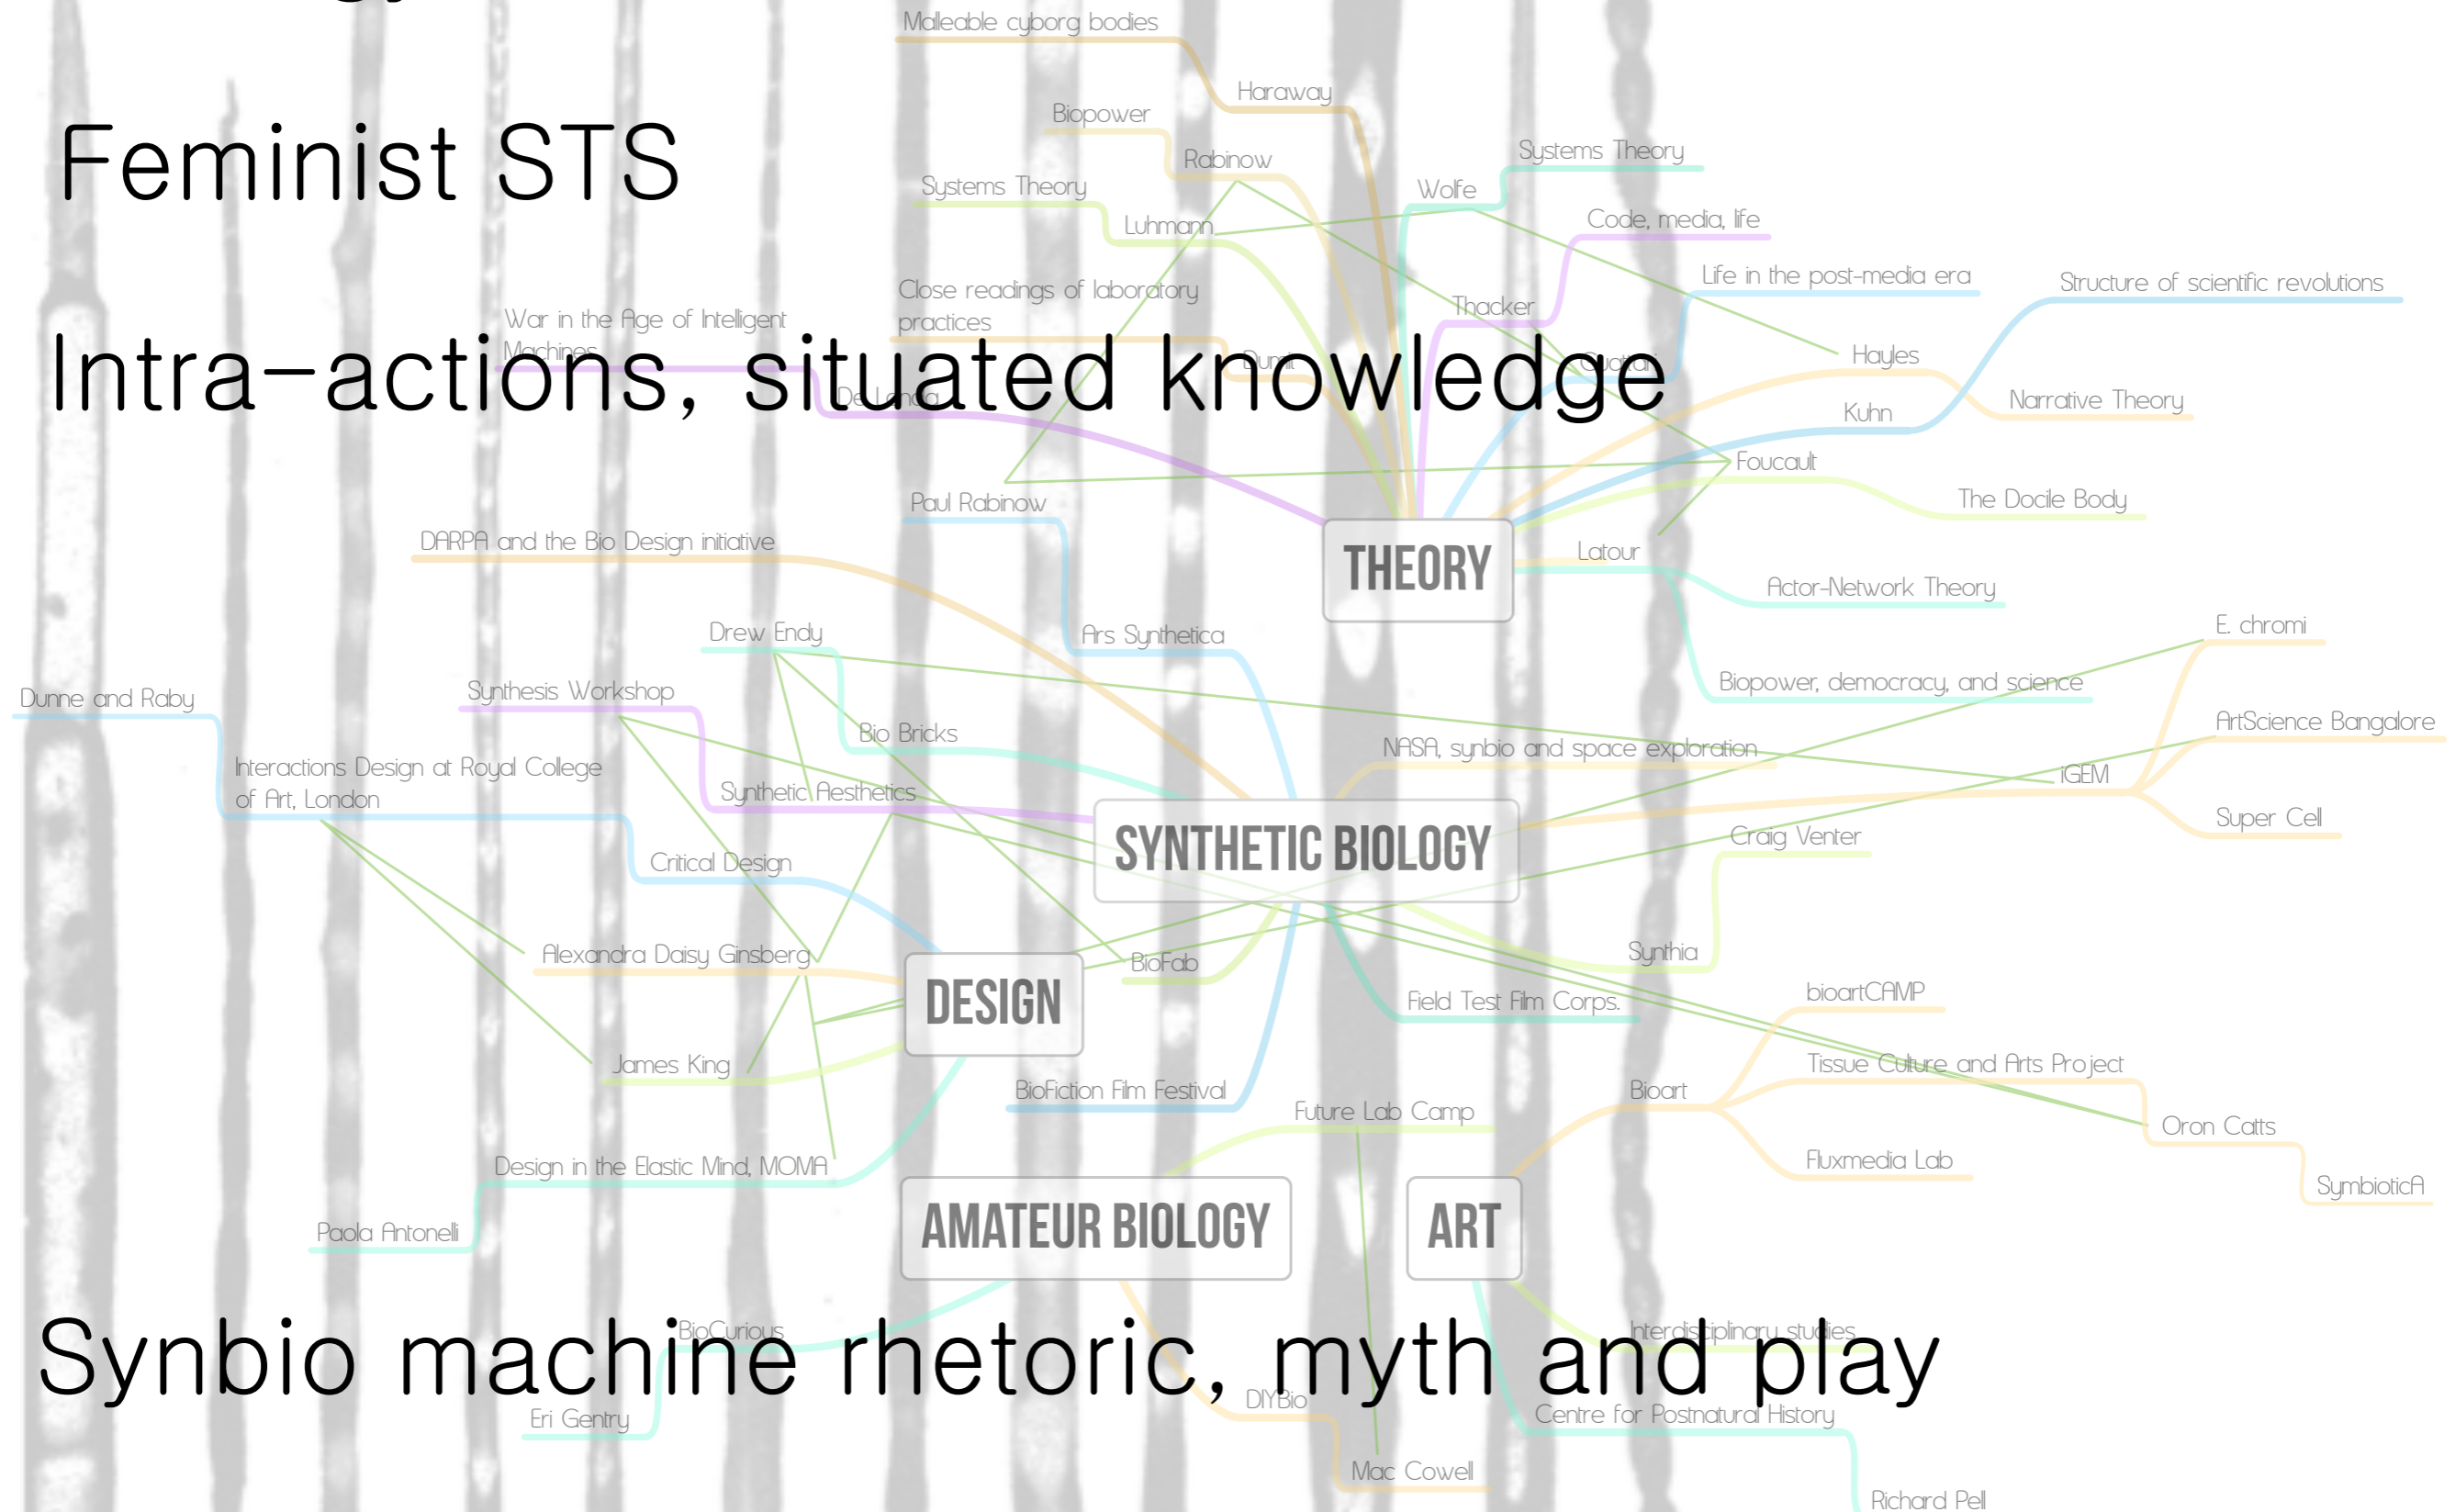 Malleable cyborg bodies
Haraway
Biopower
Rabinow
Systems Theory
Luhmann
Systems Theory
Wolfe
Code, media, life
Thacker
Feminist STS
Close readings of laboratory
practices
Dumit
War in the Age of Intelligent
Machines
De Landa
Life in the post-media era
Guattari
Structure of scientific revolutions
Hayles
Narrative Theory
Kuhn
Intra-actions, situated knowledge
Foucault
The Docile Body
THEORY
Latour
Actor-Network Theory
Biopower, democracy, and science
Paul Rabinow
Ars Synthetica
DARPA and the Bio Design initiative
Drew Endy
Bio Bricks
Synthesis Workshop
Synthetic Aesthetics
Dunne and Raby
Interactions Design at Royal College
of Art, London
Critical Design
NASA, synbio and space exploration
E. chromi
ArtScience Bangalore
iGEM
Super Cell
SYNTHETIC BIOLOGY
Craig Venter
Synthia
Alexandra Daisy Ginsberg
DESIGN
BioFab
Field Test Film Corps.
James King
BioFiction Film Festival
Design in the Elastic Mind, MOMA
Paola Antonelli
Future Lab Camp
bioartCAMP
Tissue Culture and Arts Project
Bioart
Oron Catts
Fluxmedia Lab
SymbioticA
AMATEUR BIOLOGY
ART
BioCurious
Interdisciplinary studies
Synbio machine rhetoric, myth and play
Eri Gentry
DIYBio
Centre for Postnatural History
Mac Cowell
Richard Pell